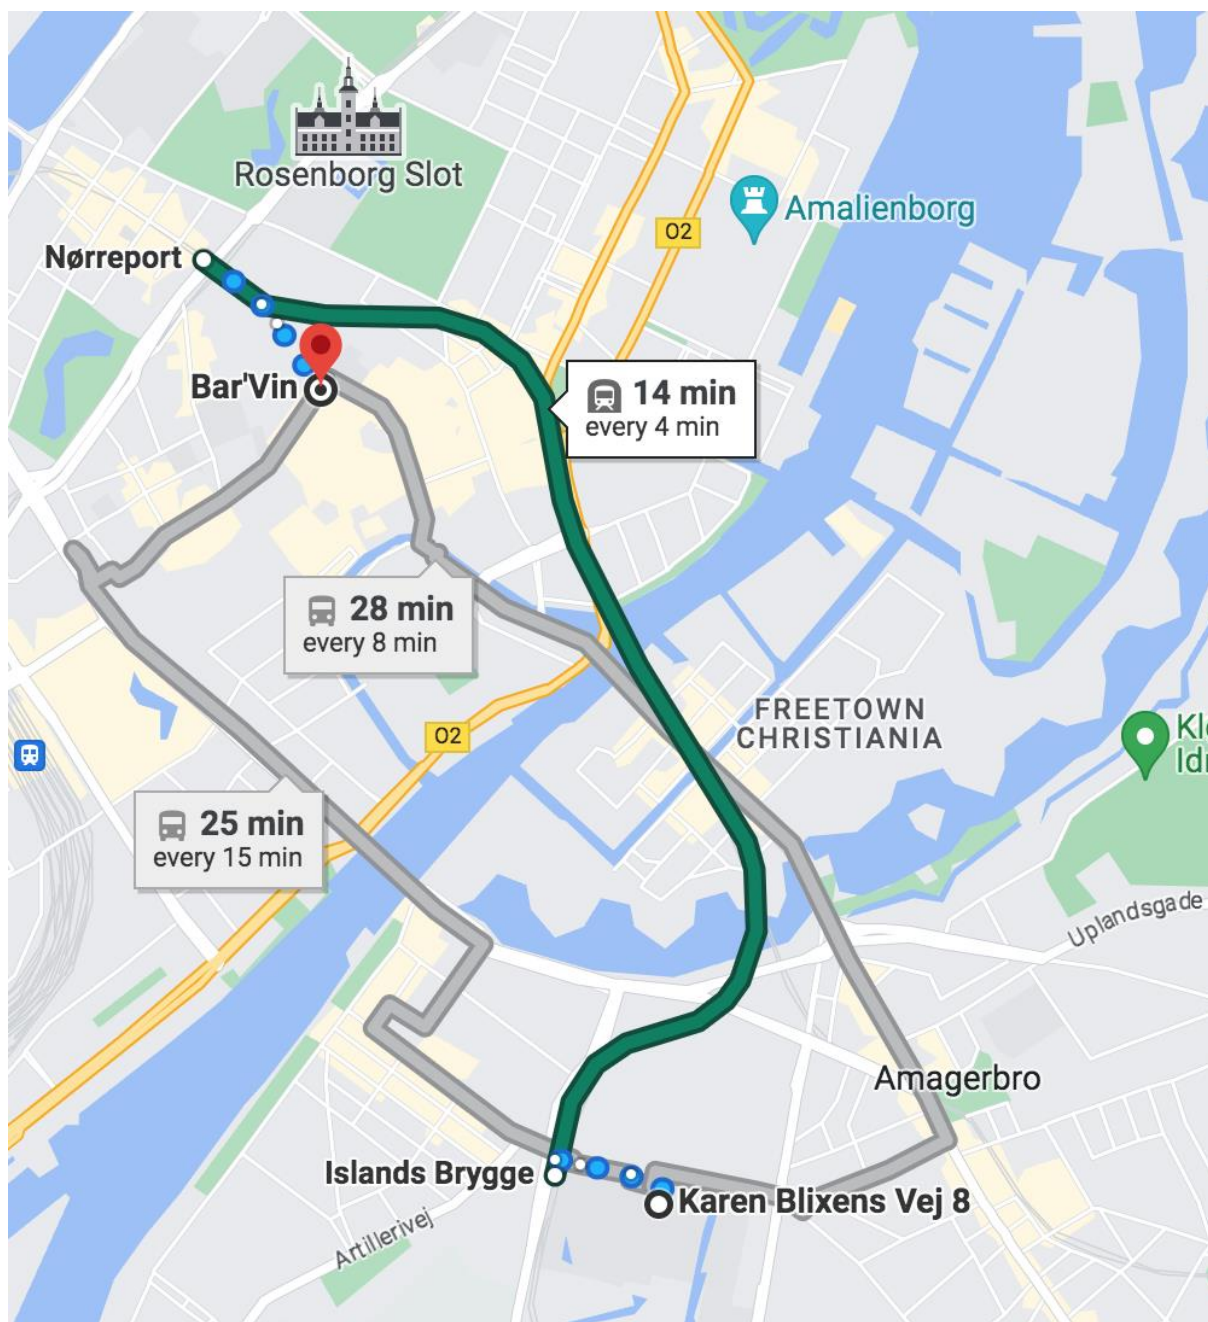 Rosenborg Slot
Amalienborg
O2
Nørreport
Bar'Vin
14 min
every 4 min
28 min
every 8 min
FREETOWN
CHRISTIANIA
O2
25 min
every 15 min
Uplandsgade
Amagerbro
Islands Brygge
Karen Blixens Vej 8
Artillerivej